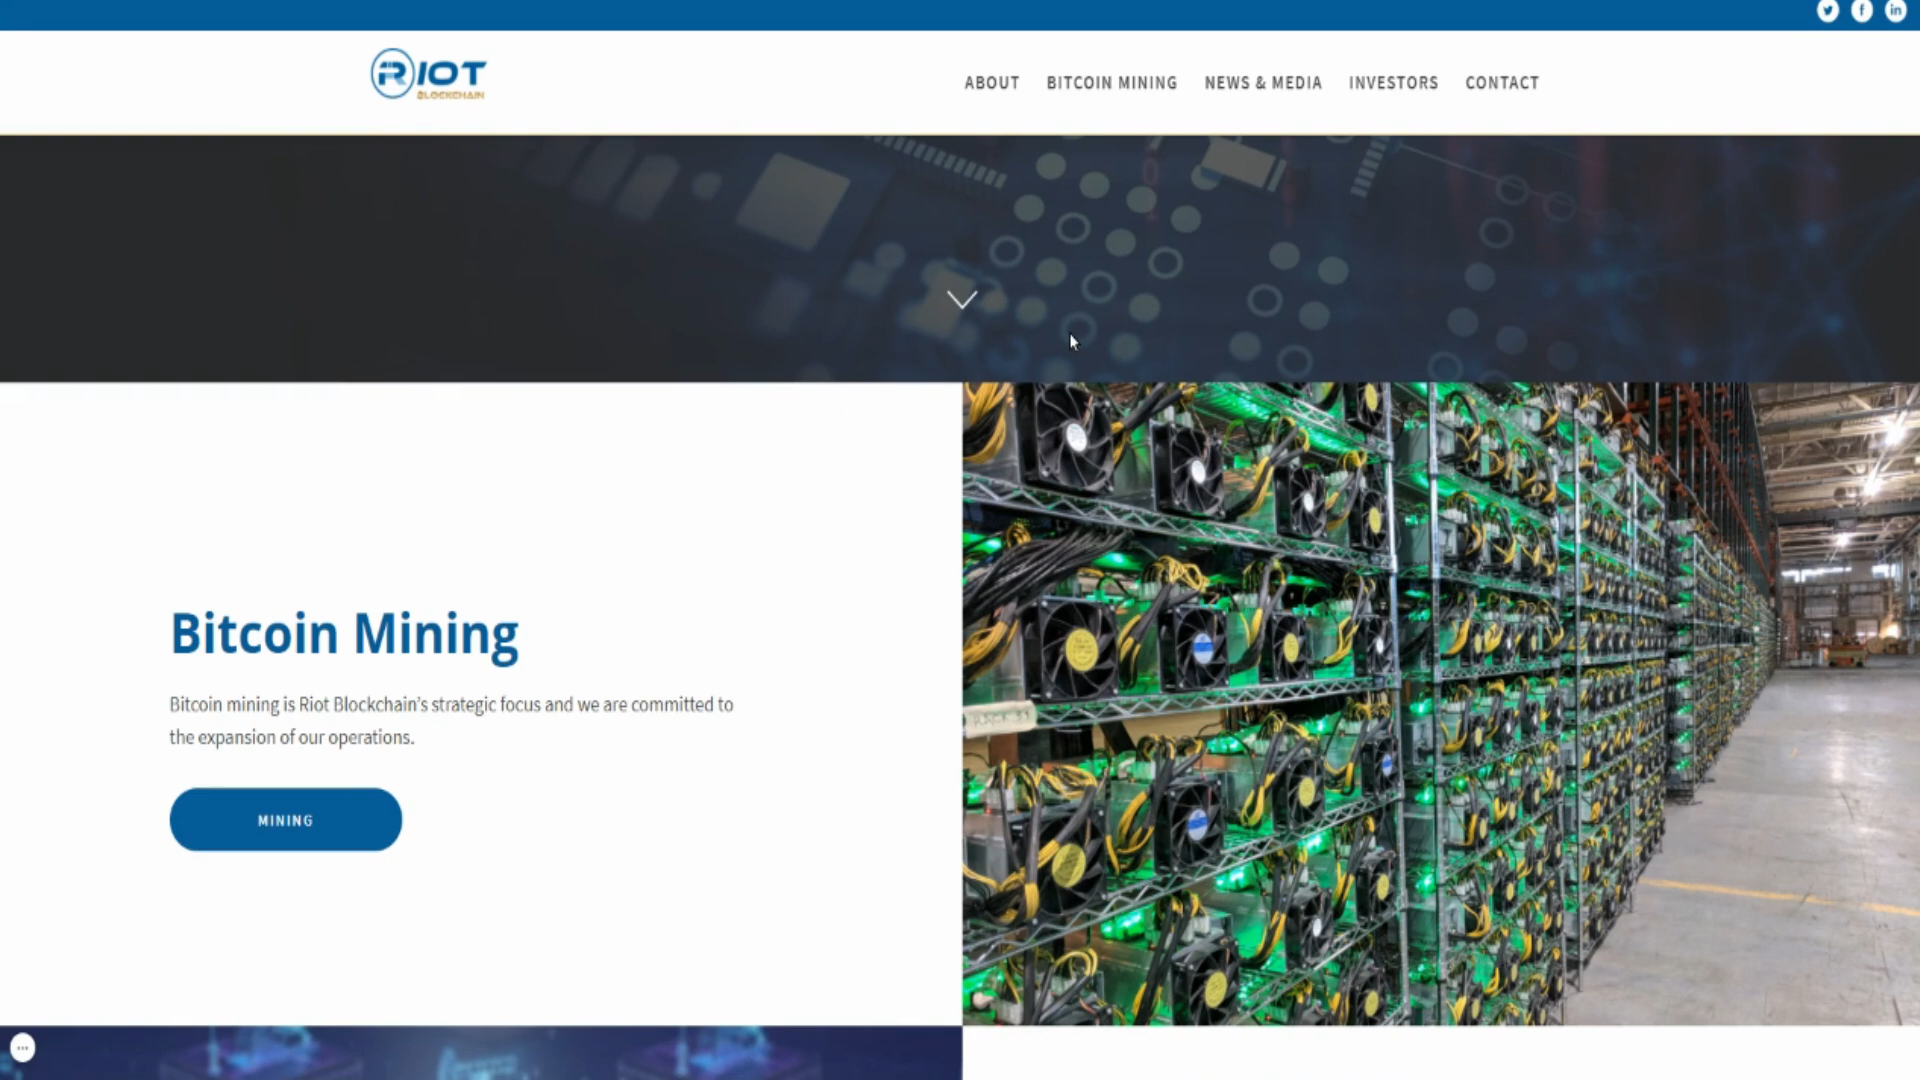 RIOT
BLOCKCHAIN
ABOUT BITCOIN MINING NEWS & MEDIA INVESTORS CONTACT
Bitcoin Mining
Bitcoin mining is Riot Blockchain’s strategic focus and we are committed to
the expansion of our operations.
MINING